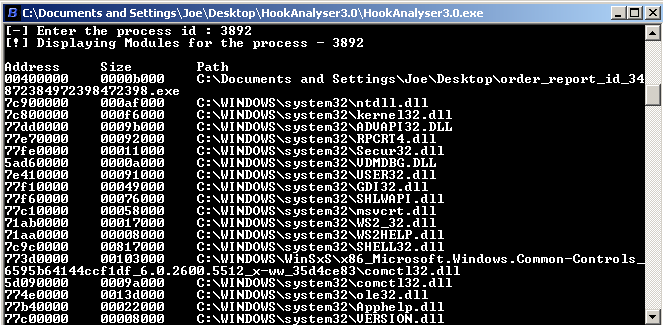 C:\Documents and Settings\Joe\Desktop\HookAnalyser3.0\HookAnalyser3.0.exe
[-] Enter the process id : 3892
[!] Displaying Modules for the process - 3892
Address Size Path
00400000 0000b000 C:\Documents and Settings\Joe\Desktop\order_report_id_34
872384972398472398.exe
7c900000 000af000 C:\WINDOWS\system32\ntdll.dll
7c800000 000f6000 C:\WINDOWS\system32\kernel32.dll
77dd0000 0009b000 C:\WINDOWS\system32\ADVAPI32.DLL
77e70000 00092000 C:\WINDOWS\system32\RPCRT4.dll
77fe0000 00011000 C:\WINDOWS\system32\Secur32.dll
5ad60000 0000a000 C:\WINDOWS\system32\VDMDBG.DLL
7e410000 00091000 C:\WINDOWS\system32\USER32.dll
77f10000 00049000 C:\WINDOWS\system32\GDI32.dll
77f60000 00076000 C:\WINDOWS\system32\SHLWAPI.dll
77c10000 00058000 C:\WINDOWS\system32\msvcrt.dll
71ab0000 00017000 C:\WINDOWS\system32\WS2_32.dll
71aa0000 00008000 C:\WINDOWS\system32\WS2HELP.dll
7c9c0000 00817000 C:\WINDOWS\system32\SHELL32.dll
773d0000 00103000 C:\WINDOWS\WinSxS\x86_Microsoft.Windows.Common-Controls_
6595b64144ccf1df_6.0.2600.5512_x-ww_35d4ce83\comctl32.dll
5d090000 0009a000 C:\WINDOWS\system32\comctl32.dll
774e0000 0013d000 C:\WINDOWS\system32\ole32.dll
77b40000 00022000 C:\WINDOWS\system32\Apphelp.dll
77c00000 00008000 C:\WINDOWS\system32\VERSION.dll